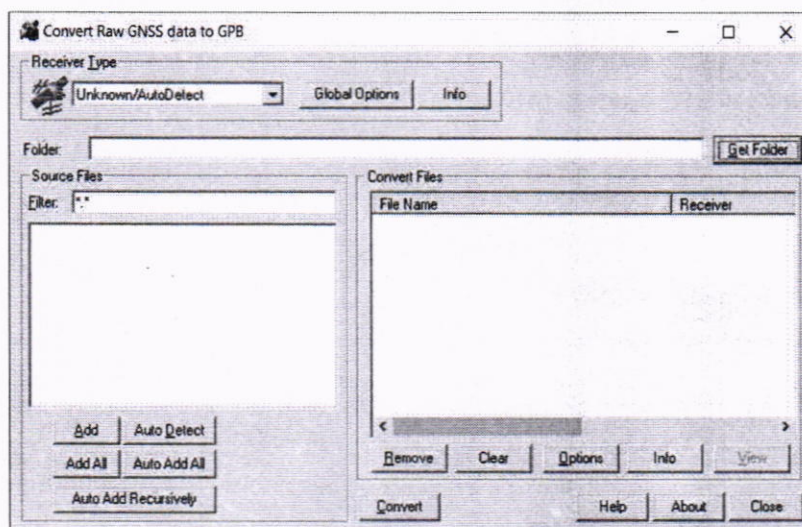 Convert Raw GNSS data to GPB
Receiver Type
Unknown/AutoDetect
Global Options
Info
Folder:
Get Folder
Source Files
Filter: *.*
Add
Auto Detect
Add All
Auto Add All
Auto Add Recursively
Convert Files
File Name
Receiver
Remove
Clear
Options
Info
View
Convert
Help
About
Close